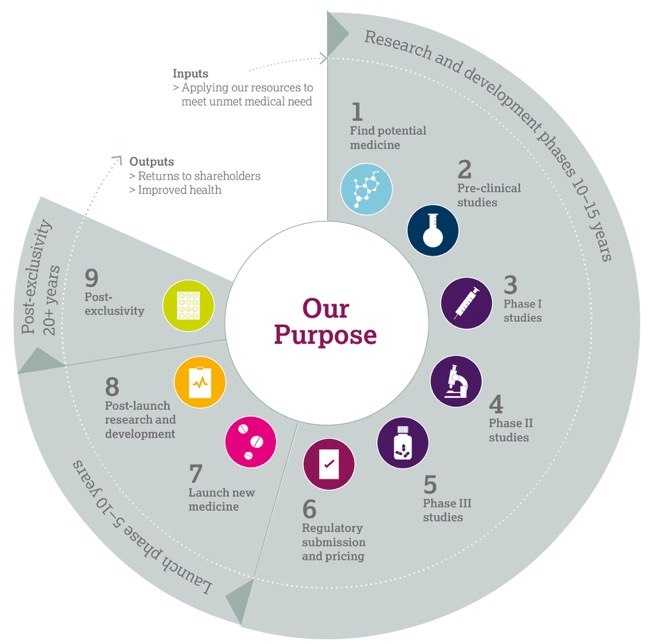 Inputs
> Applying our resources to
meet unmet medical need
Outputs
> Returns to shareholders
> Improved health
Research and development phases 10–15 years
1
Find potential
medicine
2
Pre-clinical
studies
3
Phase I
studies
4
Phase II
studies
5
Phase III
studies
6
Regulatory
submission
and pricing
Launch phase 5–10 years
7
Launch new
medicine
8
Post-launch
research and
development
Post-exclusivity
20+ years
9
Post-
exclusivity
Our
Purpose